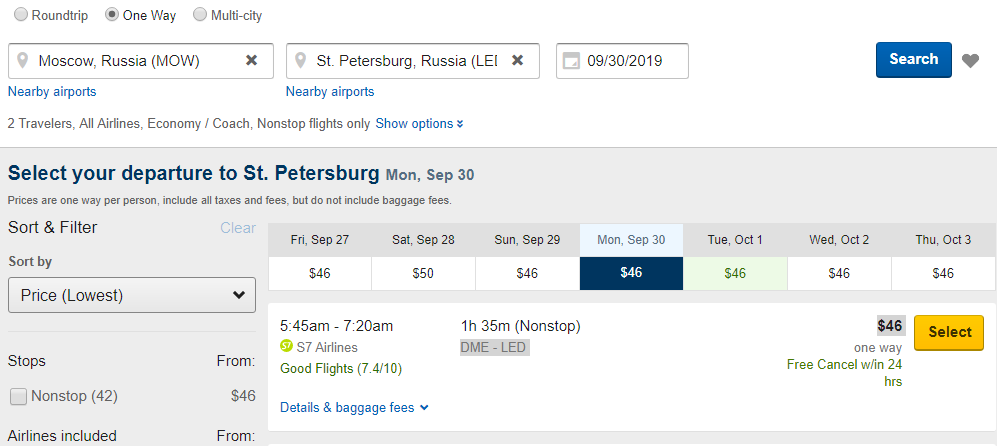 Roundtrip One Way Multi-city
Moscow, Russia (MOW) St. Petersburg, Russia (LE 09/30/2019 Search
Nearby airports Nearby airports
2 Travelers, All Airlines, Economy / Coach, Nonstop flights only Show options
Select your departure to St. Petersburg Mon, Sep 30
Prices are one way per person, include all taxes and fees, but do not include baggage fees.
Sort & Filter Clear
Sort by
Price (Lowest)
Stops From:
Nonstop (42) $46
Airlines included From:
Fri, Sep 27 Sat, Sep 28 Sun, Sep 29 Mon, Sep 30 Tue, Oct 1 Wed, Oct 2 Thu, Oct 3
$46 $50 $46 $46 $46 $46 $46
5:45am - 7:20am 1h 35m (Nonstop) $46 Select
S7 S7 Airlines DME - LED one way
Good Flights (7.4/10) Free Cancel w/in 24
hrs
Details & baggage fees